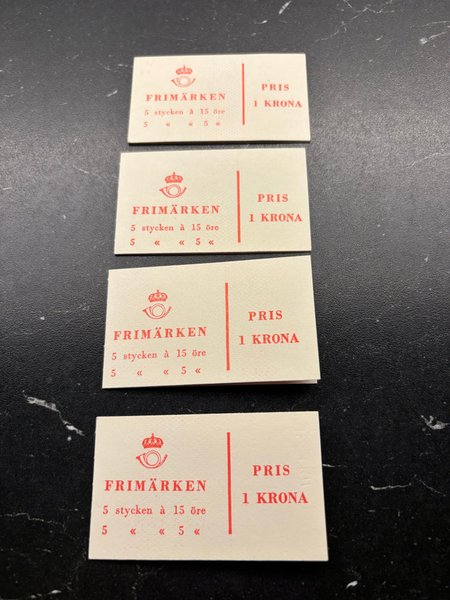 FRIMÄRKEN
5 stycken à 15 öre
5 « « 5 «
PRIS
1 KRONA
FRIMÄRKEN
5 stycken à 15 öre
5 « « 5 «
PRIS
1 KRONA
FRIMÄRKEN
5 stycken à 15 öre
5 « « 5 «
PRIS
1 KRONA
FRIMÄRKEN
5 stycken à 15 öre
5 « « 5 «
PRIS
1 KRONA